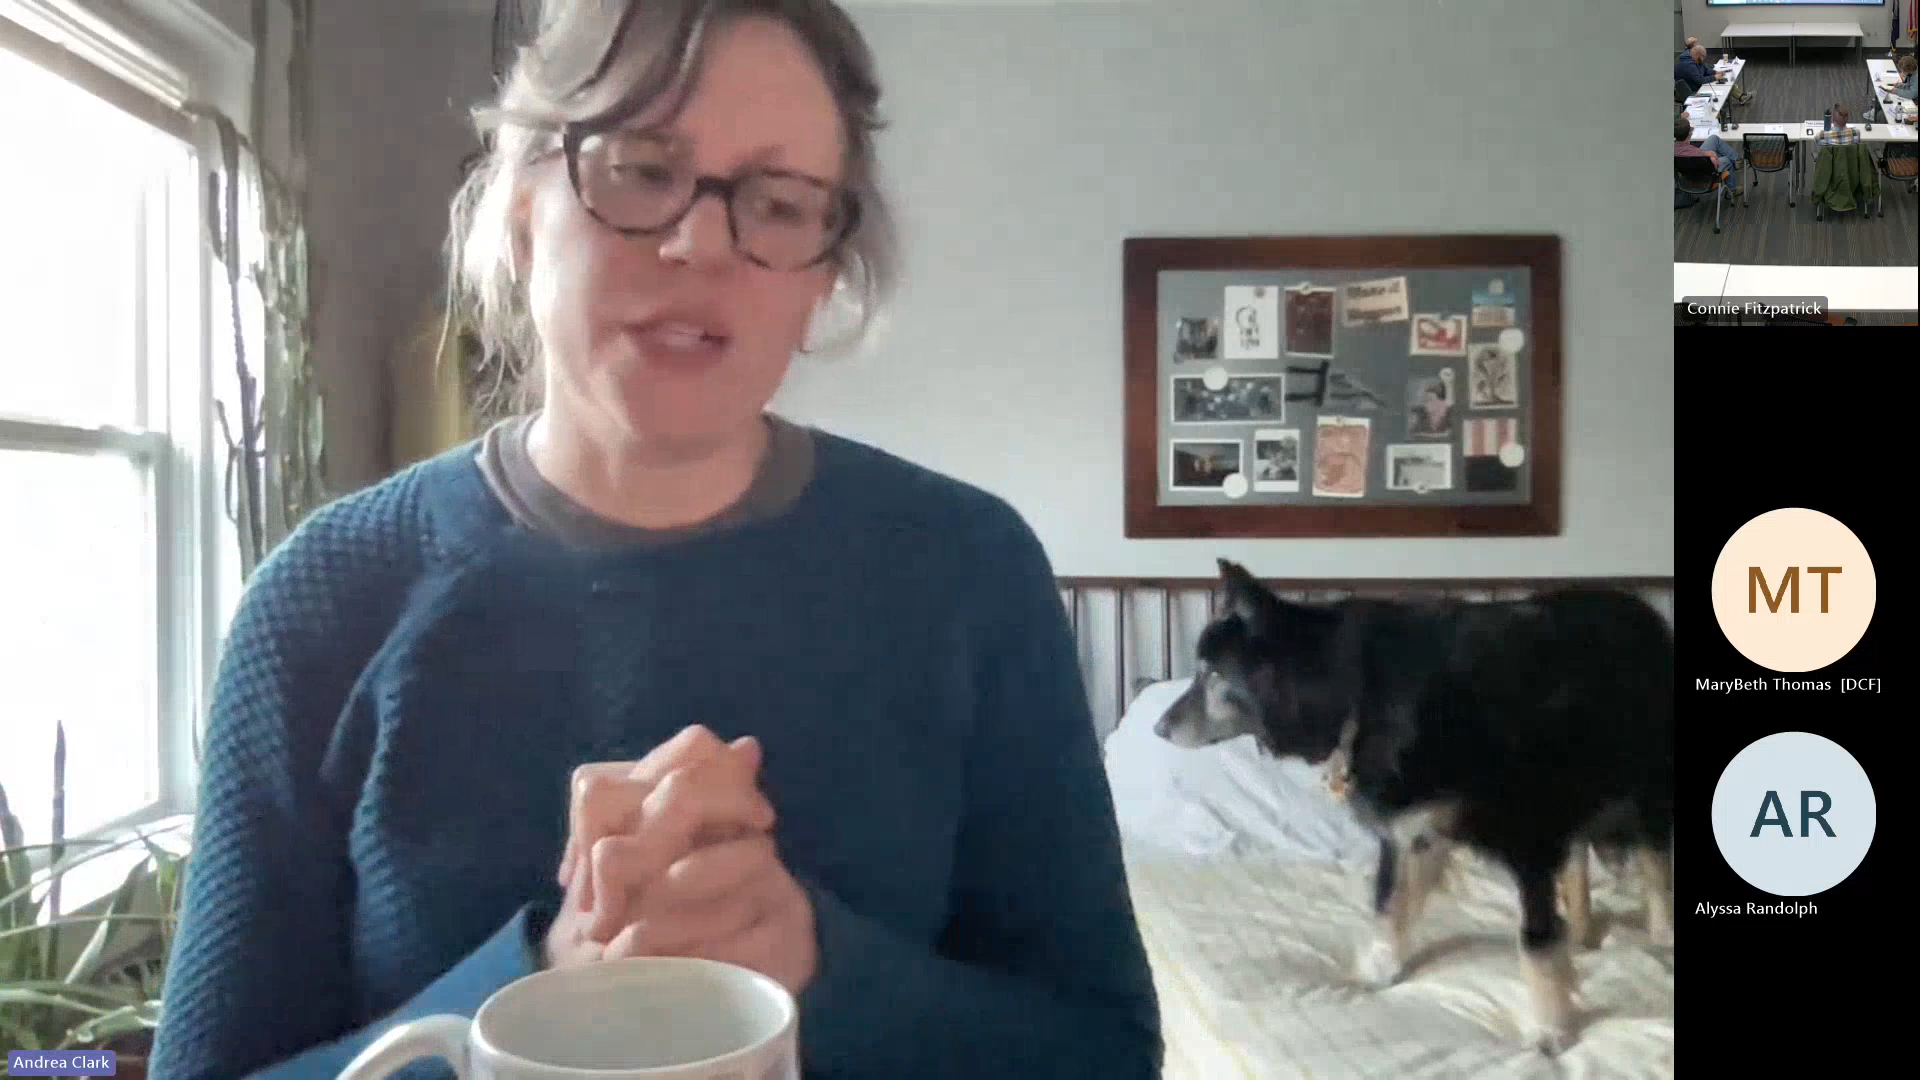 Connie Fitzpatrick
MT
MaryBeth Thomas [DCF]
AR
Alyssa Randolph
Andrea Clark